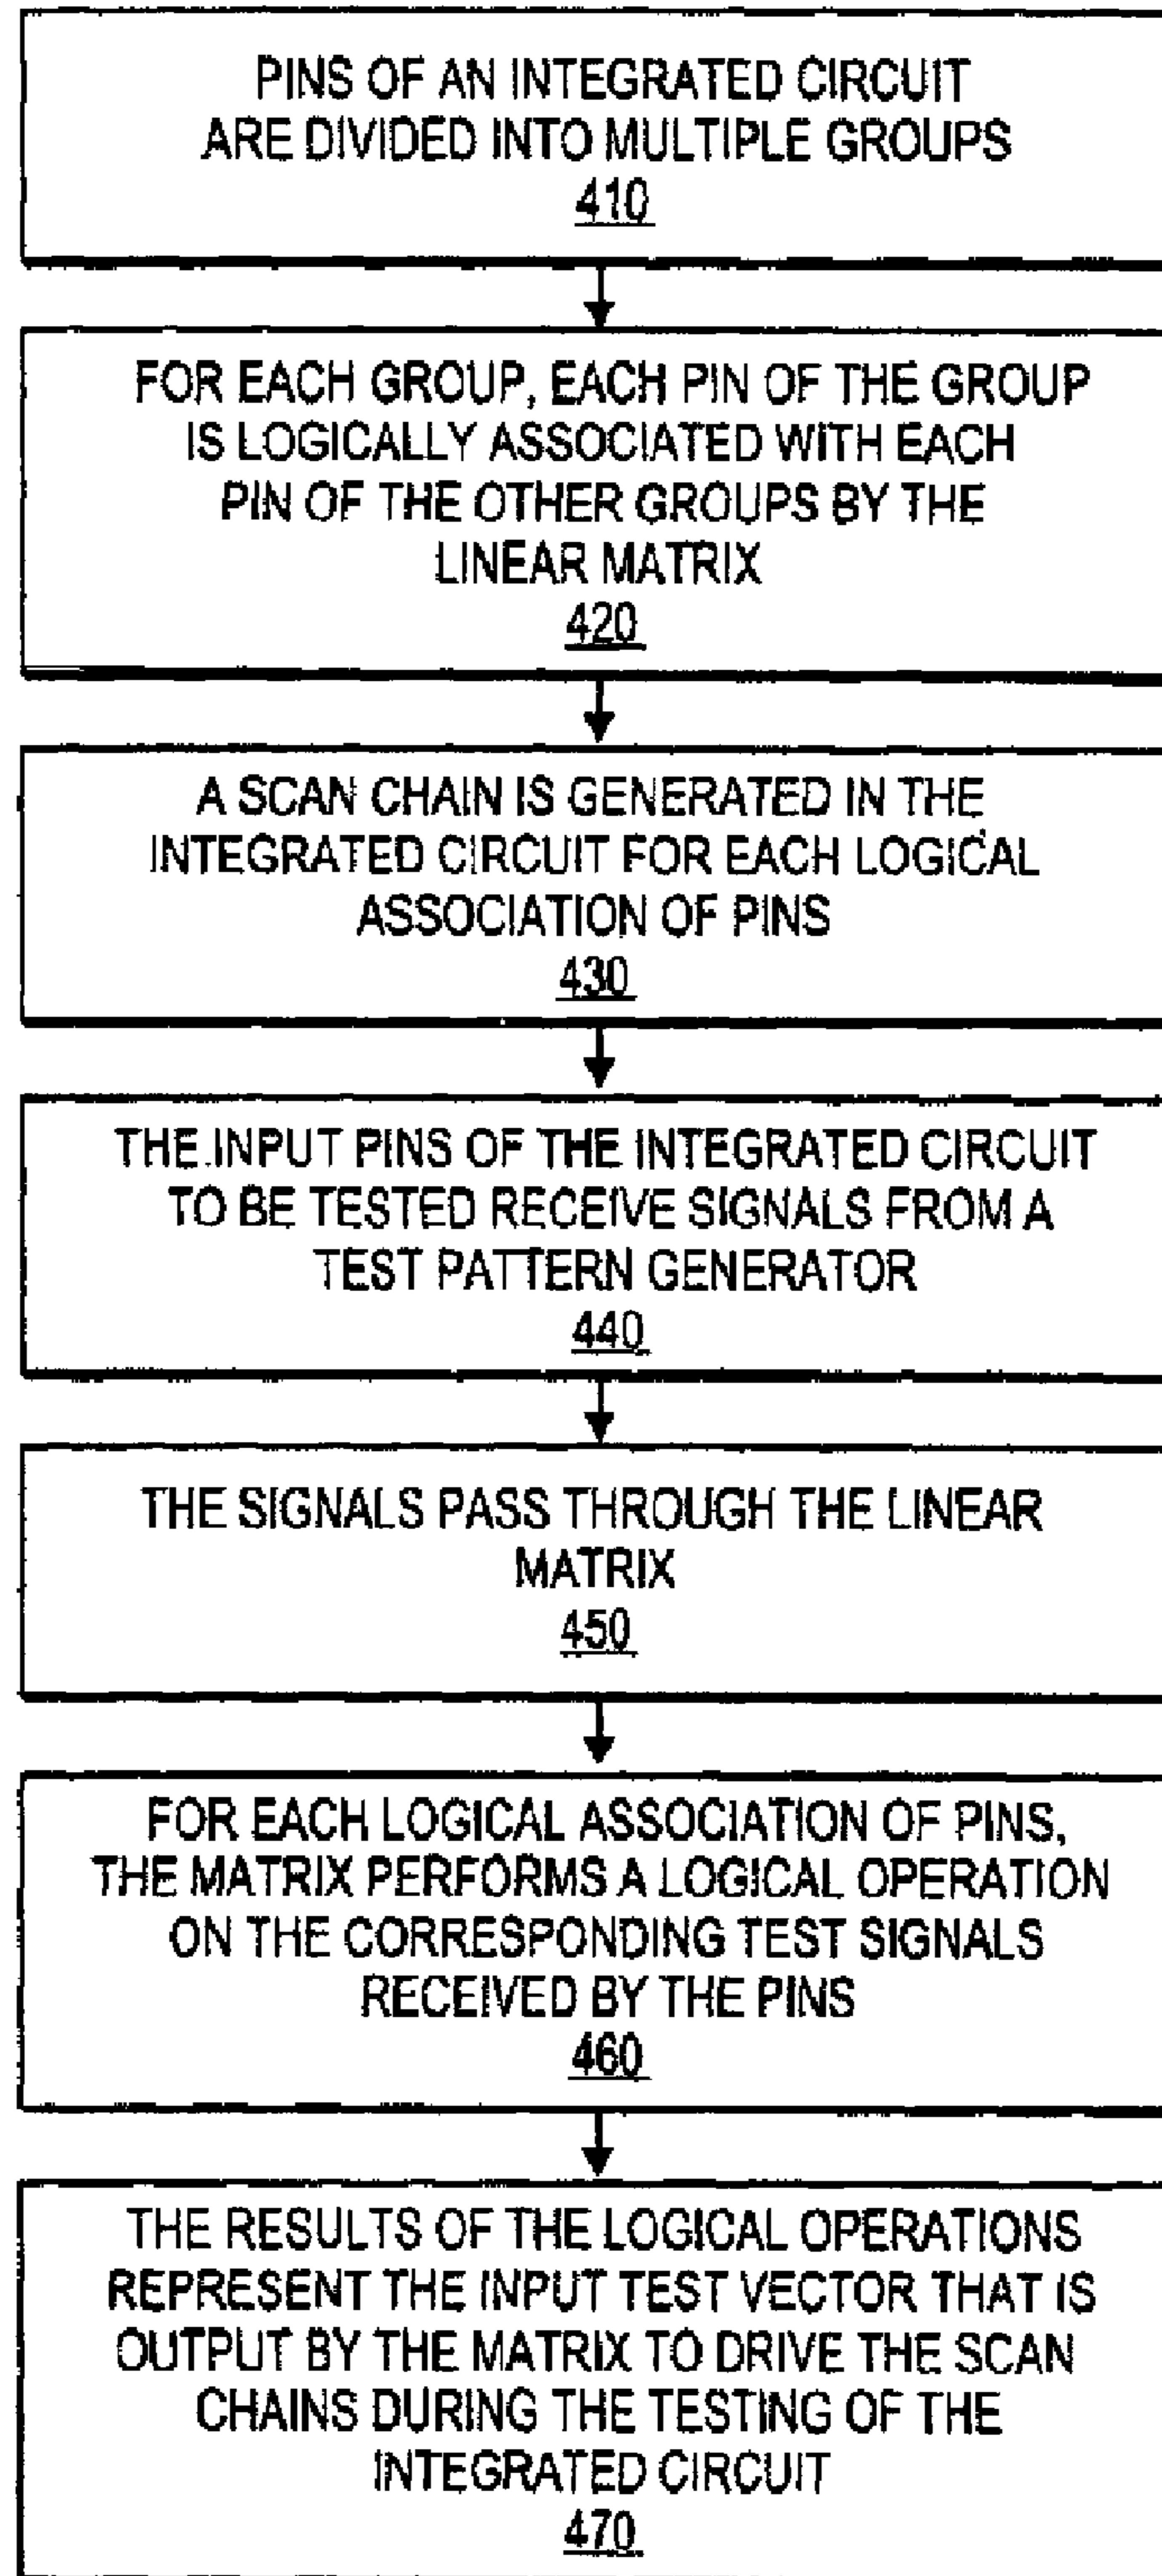 PINS OF AN INTEGRATED CIRCUIT
ARE DIVIDED INTO MULTIPLE GROUPS
410
FOR EACH GROUP, EACH PIN OF THE GROUP
IS LOGICALLY ASSOCIATED WITH EACH
PIN OF THE OTHER GROUPS BY THE
LINEAR MATRIX
420
A SCAN CHAIN IS GENERATED IN THE
INTEGRATED CIRCUIT FOR EACH LOGICAL
ASSOCIATION OF PINS
430
THE INPUT PINS OF THE INTEGRATED CIRCUIT
TO BE TESTED RECEIVE SIGNALS FROM A
TEST PATTERN GENERATOR
440
THE SIGNALS PASS THROUGH THE LINEAR
MATRIX
450
FOR EACH LOGICAL ASSOCIATION OF PINS,
THE MATRIX PERFORMS A LOGICAL OPERATION
ON THE CORRESPONDING TEST SIGNALS
RECEIVED BY THE PINS
460
THE RESULTS OF THE LOGICAL OPERATIONS
REPRESENT THE INPUT TEST VECTOR THAT IS
OUTPUT BY THE MATRIX TO DRIVE THE SCAN
CHAINS DURING THE TESTING OF THE
INTEGRATED CIRCUIT
470